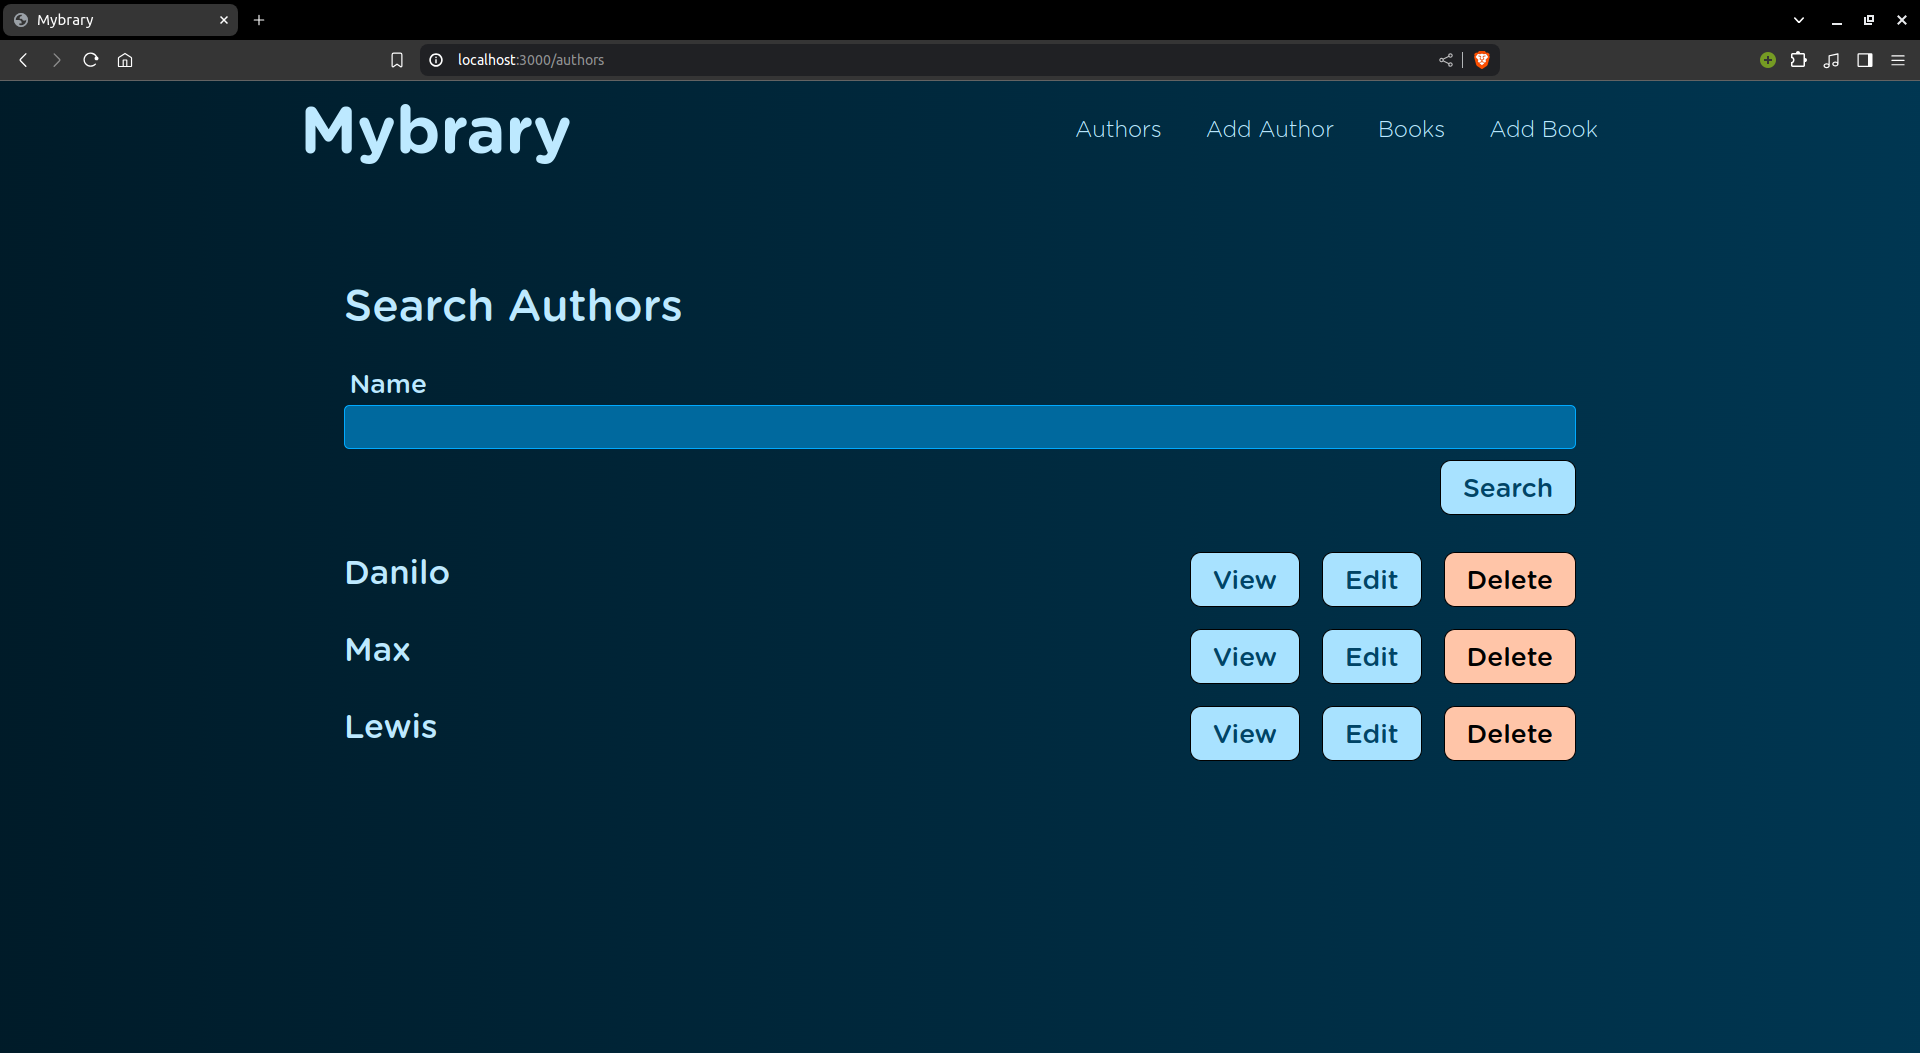 Mybrary
localhost:3000/authors
Mybrary
Authors Add Author Books Add Book
Search Authors
Name
Search
Danilo View Edit Delete
Max View Edit Delete
Lewis View Edit Delete